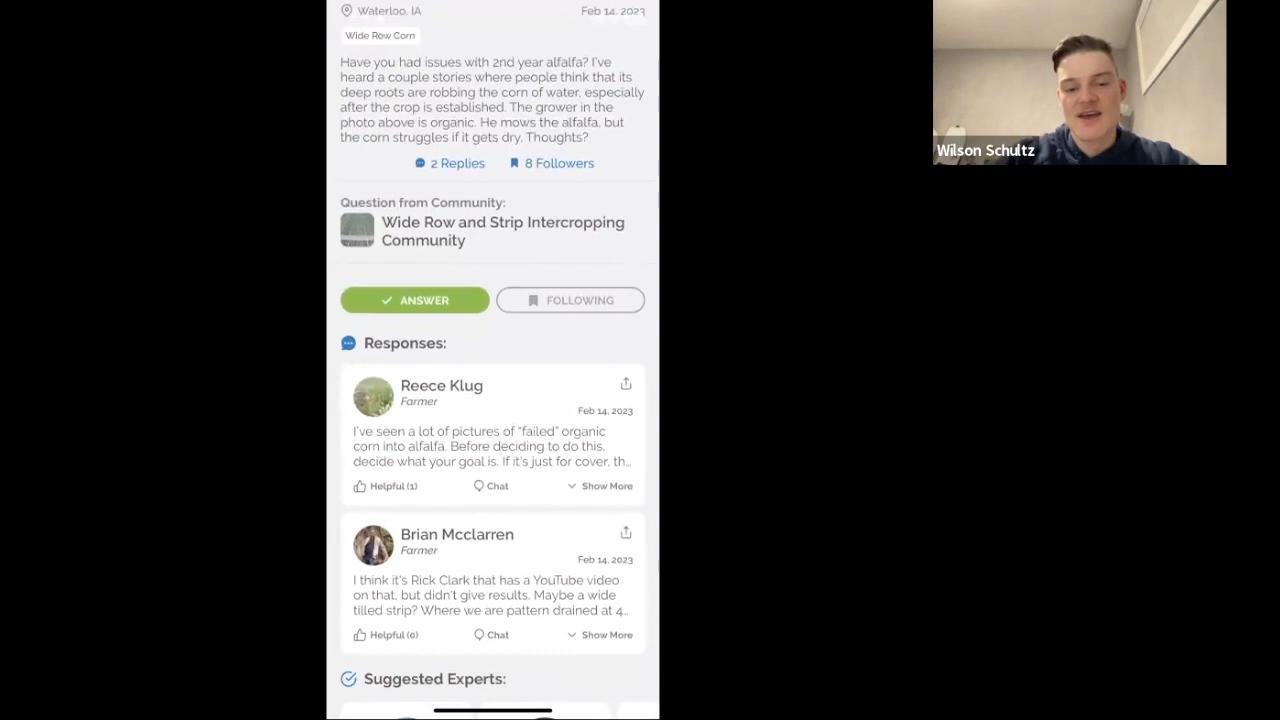 Waterloo, IA
Feb 14, 2023
Wide Row Corn
Have you had issues with 2nd year alfalfa? I've
heard a couple stories where people think that its
deep roots are robbing the corn of water, especially
after the crop is established. The grower in the
photo above is organic. He mows the alfalfa, but
the corn struggles if it gets dry. Thoughts?
2 Replies
8 Followers
Question from Community:
Wide Row and Strip Intercropping
Community
ANSWER
FOLLOWING
Responses:
Reece Klug
Farmer
Feb 14, 2023
I've seen a lot of pictures of "failed" organic
corn into alfalfa. Before deciding to do this,
decide what your goal is. If it's just for cover, th...
Helpful (1)
Chat
Show More
Brian Mcclarren
Farmer
Feb 14, 2023
I think it's Rick Clark that has a YouTube video
on that, but didn't give results. Maybe a wide
tilled strip? Where we are pattern drained at 4...
Helpful (0)
Chat
Show More
Suggested Experts:
Wilson Schultz